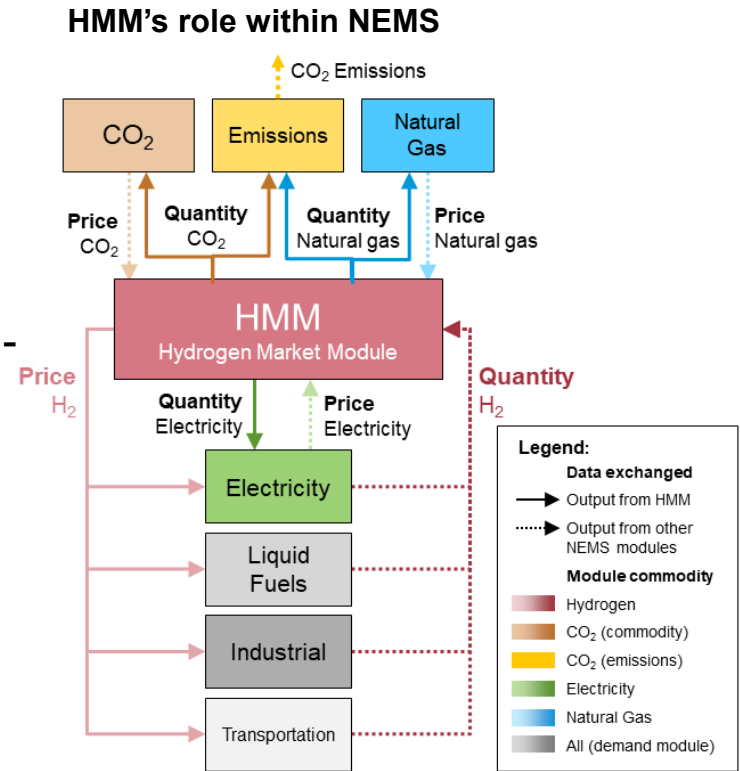 HMM’s role within NEMS
CO₂ Emissions
CO₂
Emissions
Natural
Gas
Price
CO₂
Quantity
CO₂
Quantity
Natural gas
Price
Natural gas
HMM
Hydrogen Market Module
-
Price
H₂
Quantity
Electricity
Price
Electricity
Quantity
H₂
Electricity
Liquid
Fuels
Industrial
Transportation
Legend:
Data exchanged
Output from HMM
Output from other
NEMS modules
Module commodity
Hydrogen
CO₂ (commodity)
CO₂ (emissions)
Electricity
Natural Gas
All (demand module)